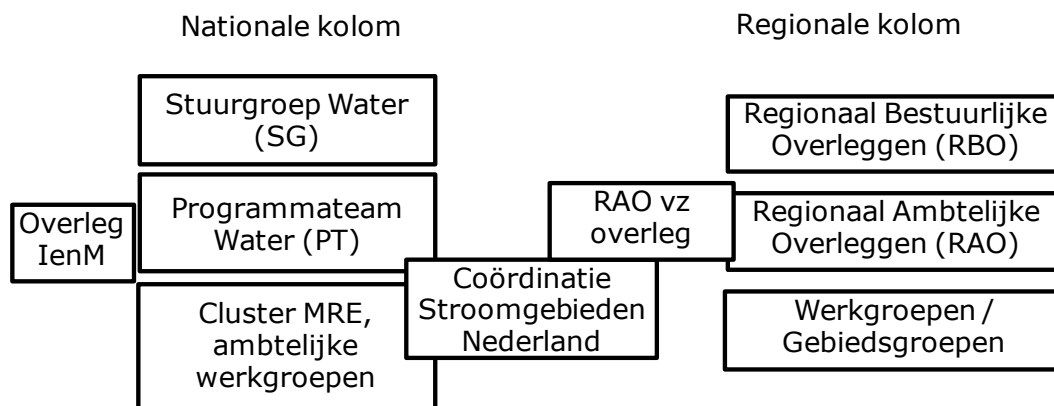 Nationale kolom
Regionale kolom
Stuurgroep Water
(SG)
Programmateam
Water (PT)
Cluster MRE,
ambtelijke
werkgroepen
Overleg
IenM
Coördinatie
Stroomgebieden
Nederland
RAO vz
overleg
Regionaal Bestuurlijke
Overleggen (RBO)
Regionaal Ambtelijke
Overleggen (RAO)
Werkgroepen /
Gebiedsgroepen